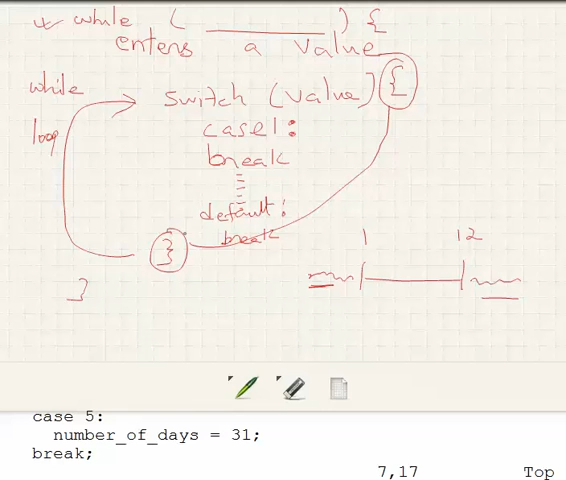 while ( ________ ) {
enters a value
while
switch (value) {
loop
case1:
break
default:
break
1 12
}
}
case 5:
number_of_days = 31;
break;
7,17 Top